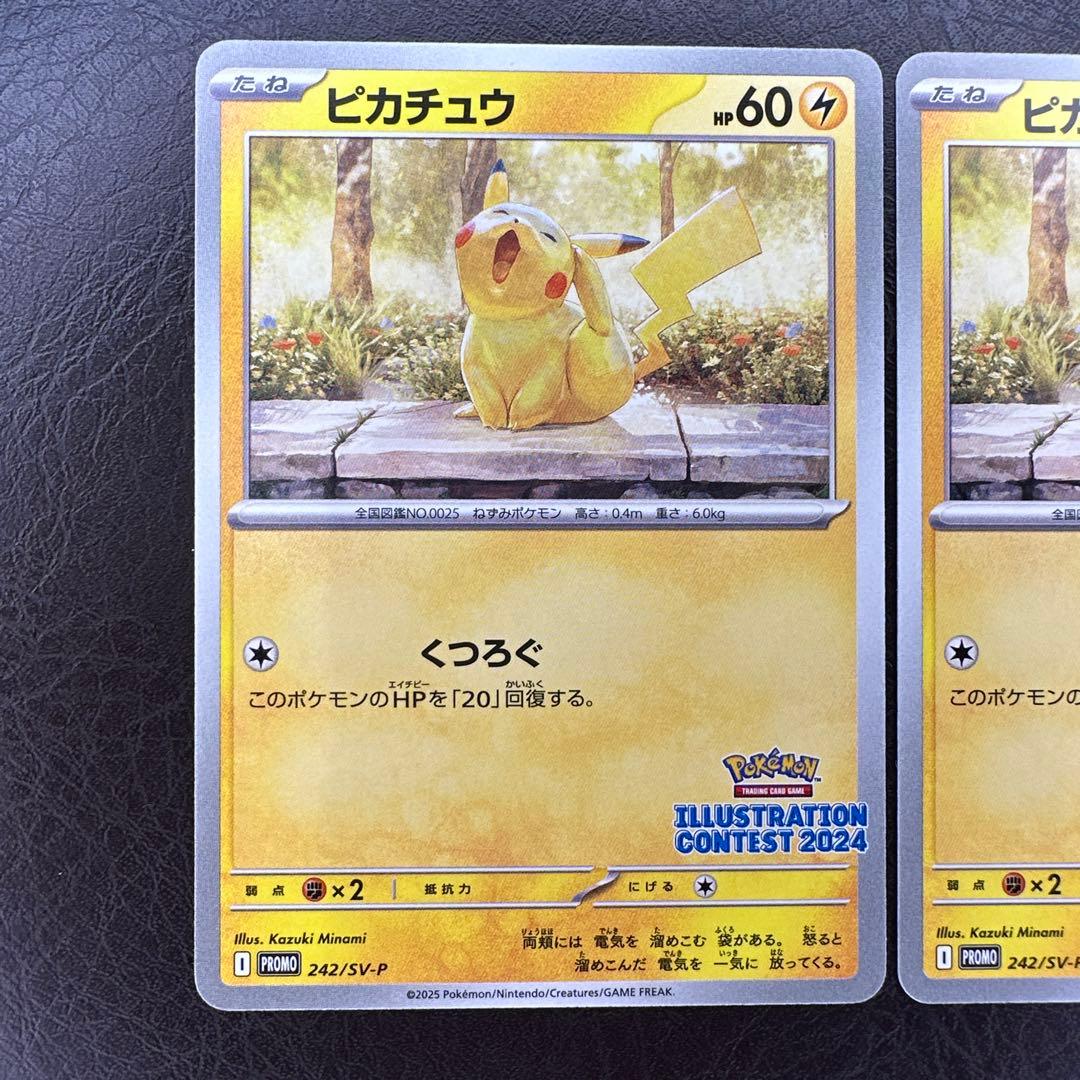 たね ピカチュウ HP60
全国図鑑NO.0025 ねずみポケモン 高さ:0.4m 重さ:6.0kg
くつろぐ
エイチピー かいふく
このポケモンのHPを「20」回復する。
Pokémon™
TRADING CARD GAME
ILLUSTRATION
CONTEST 2024
弱点 ×2 抵抗力 にげる
Illus. Kazuki Minami
りょうほほ でんき た ふくろ おこ
両頬には 電気を 溜めこむ 袋がある。 怒ると
た でんき いっき はな
溜めこんだ 電気を 一気に 放ってくる。
I PROMO 242/SV-P
©2025 Pokémon/Nintendo/Creatures/GAME FREAK.
たね ピカ
全国
このポケモンの
弱点 ×2
Illus. Kazuki Minami
I PROMO 242/SV-P